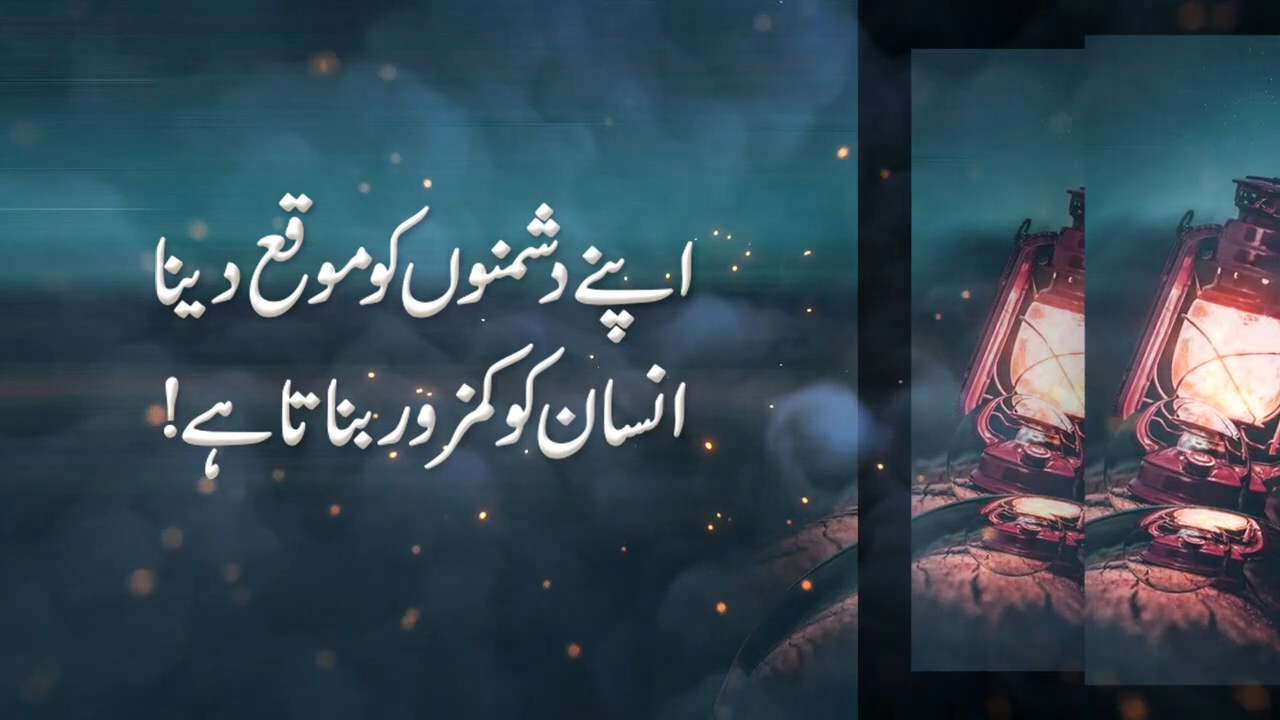 اپنے دشمنوں کو موقع دینا
انسان کو کمزور بناتا ہے!